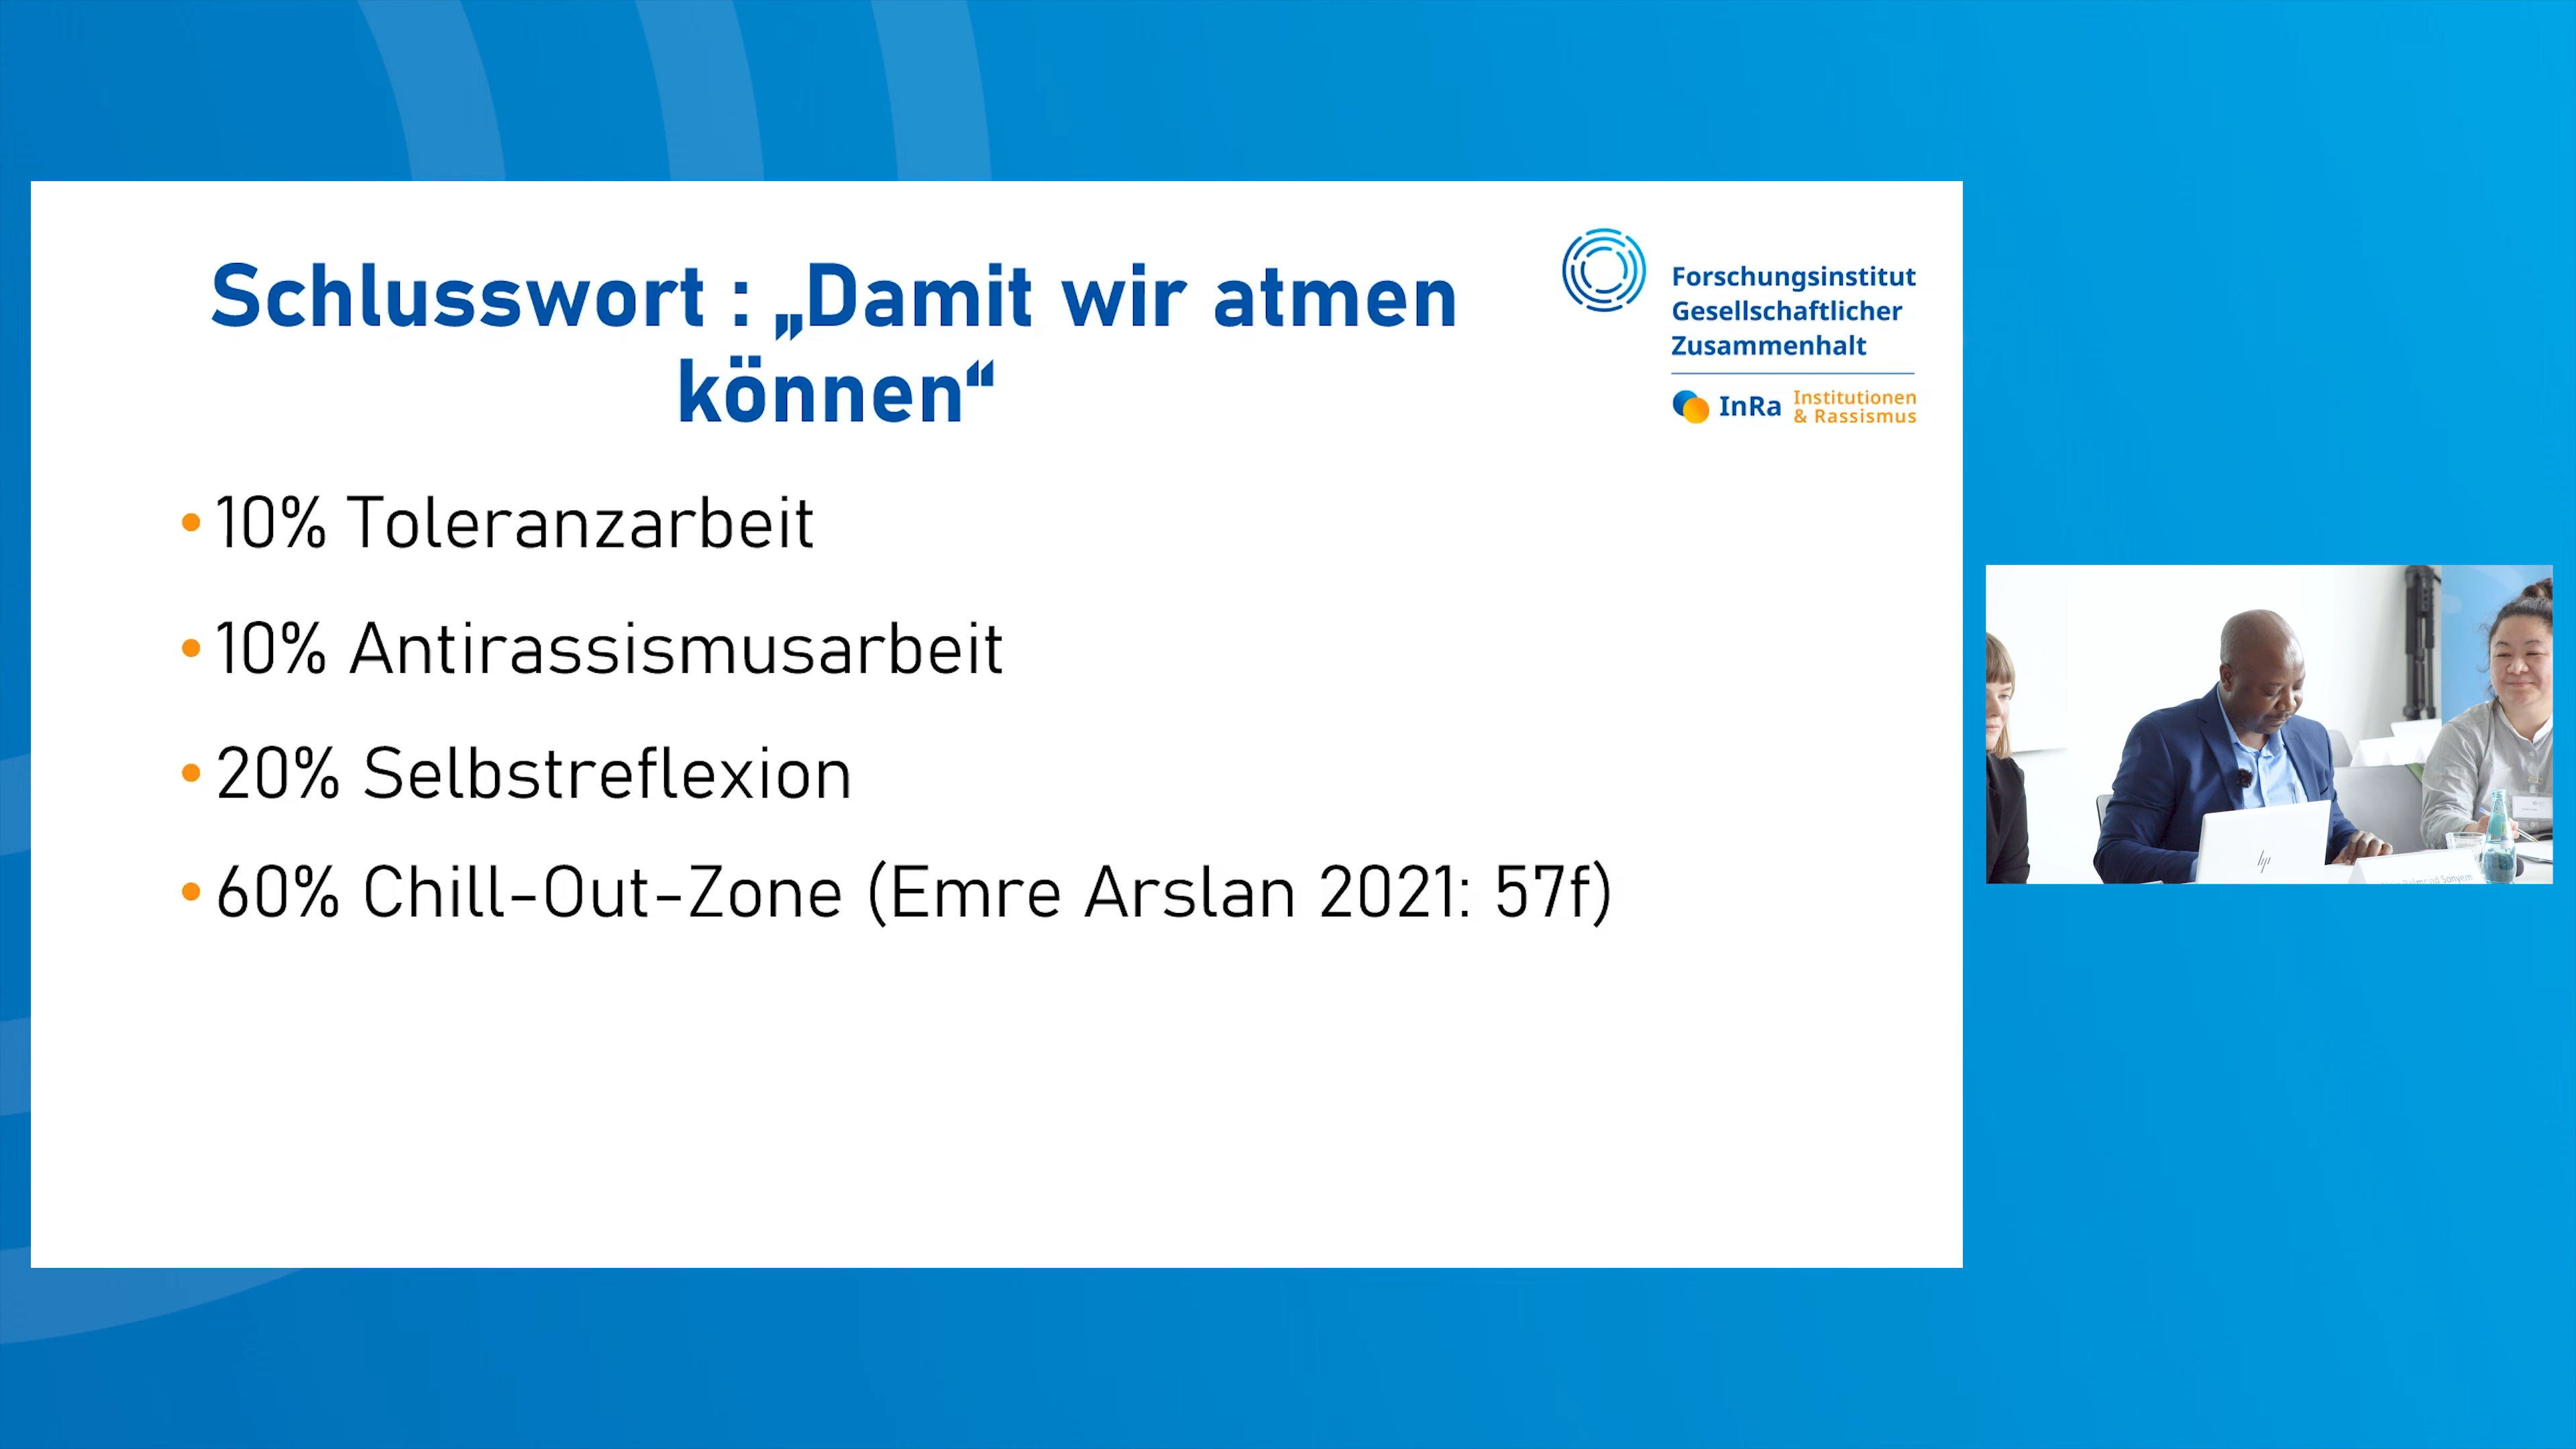 Schlusswort : „Damit wir atmen
können“
Forschungsinstitut
Gesellschaftlicher
Zusammenhalt
InRa
Institutionen
& Rassismus
• 10% Toleranzarbeit
• 10% Antirassismusarbeit
• 20% Selbstreflexion
• 60% Chill-Out-Zone (Emre Arslan 2021: 57f)
hp